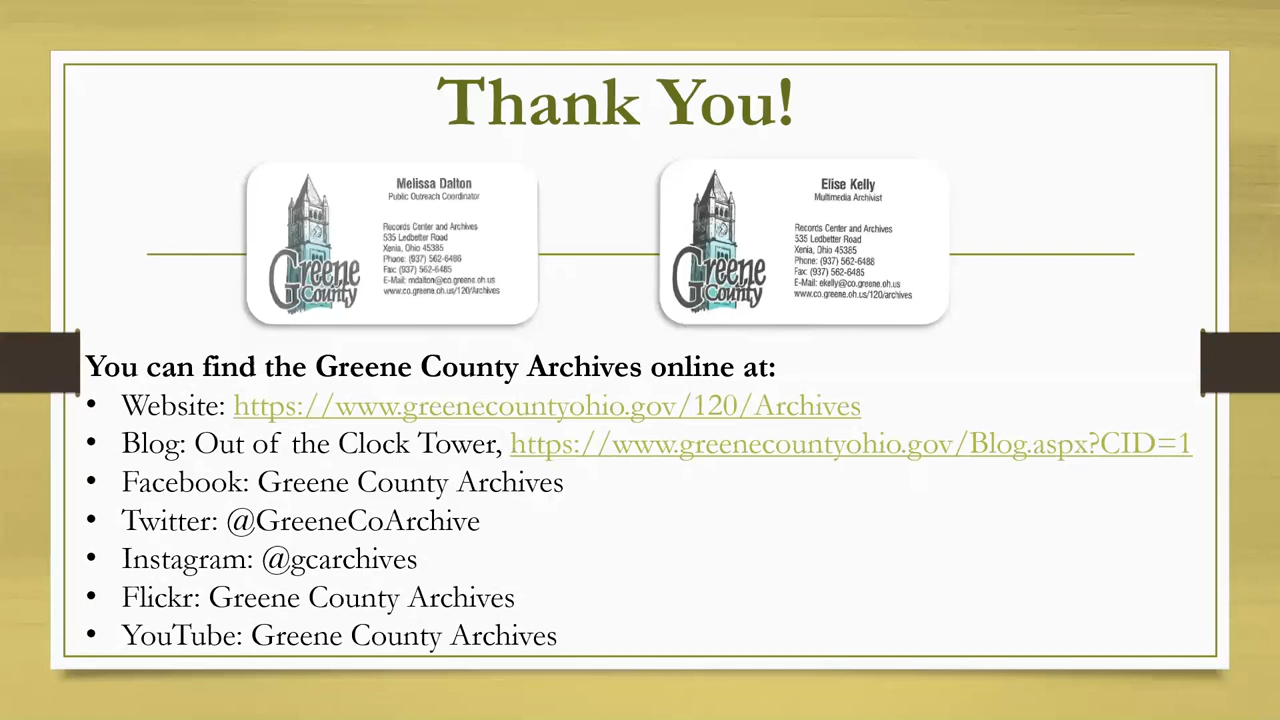 Thank You!
Melissa Dalton
Public Outreach Coordinator
Records Center and Archives
535 Ledbetter Road
Xenia, Ohio 45385
Phone: (937) 562-6486
Fax: (937) 562-6485
E-Mail: mdalton@co.greene.oh.us
www.co.greene.oh.us/120/Archives
Greene
County
Elise Kelly
Multimedia Archivist
Records Center and Archives
535 Ledbetter Road
Xenia, Ohio 45385
Phone: (937) 562-6488
Fax: (937) 562-6485
E-Mail: ekelly@co.greene.oh.us
www.co.greene.oh.us/120/archives
Greene
County
You can find the Greene County Archives online at:
• Website: https://www.greenecountyohio.gov/120/Archives
• Blog: Out of the Clock Tower, https://www.greenecountyohio.gov/Blog.aspx?CID=1
• Facebook: Greene County Archives
• Twitter: @GreeneCoArchive
• Instagram: @gcarchives
• Flickr: Greene County Archives
• YouTube: Greene County Archives